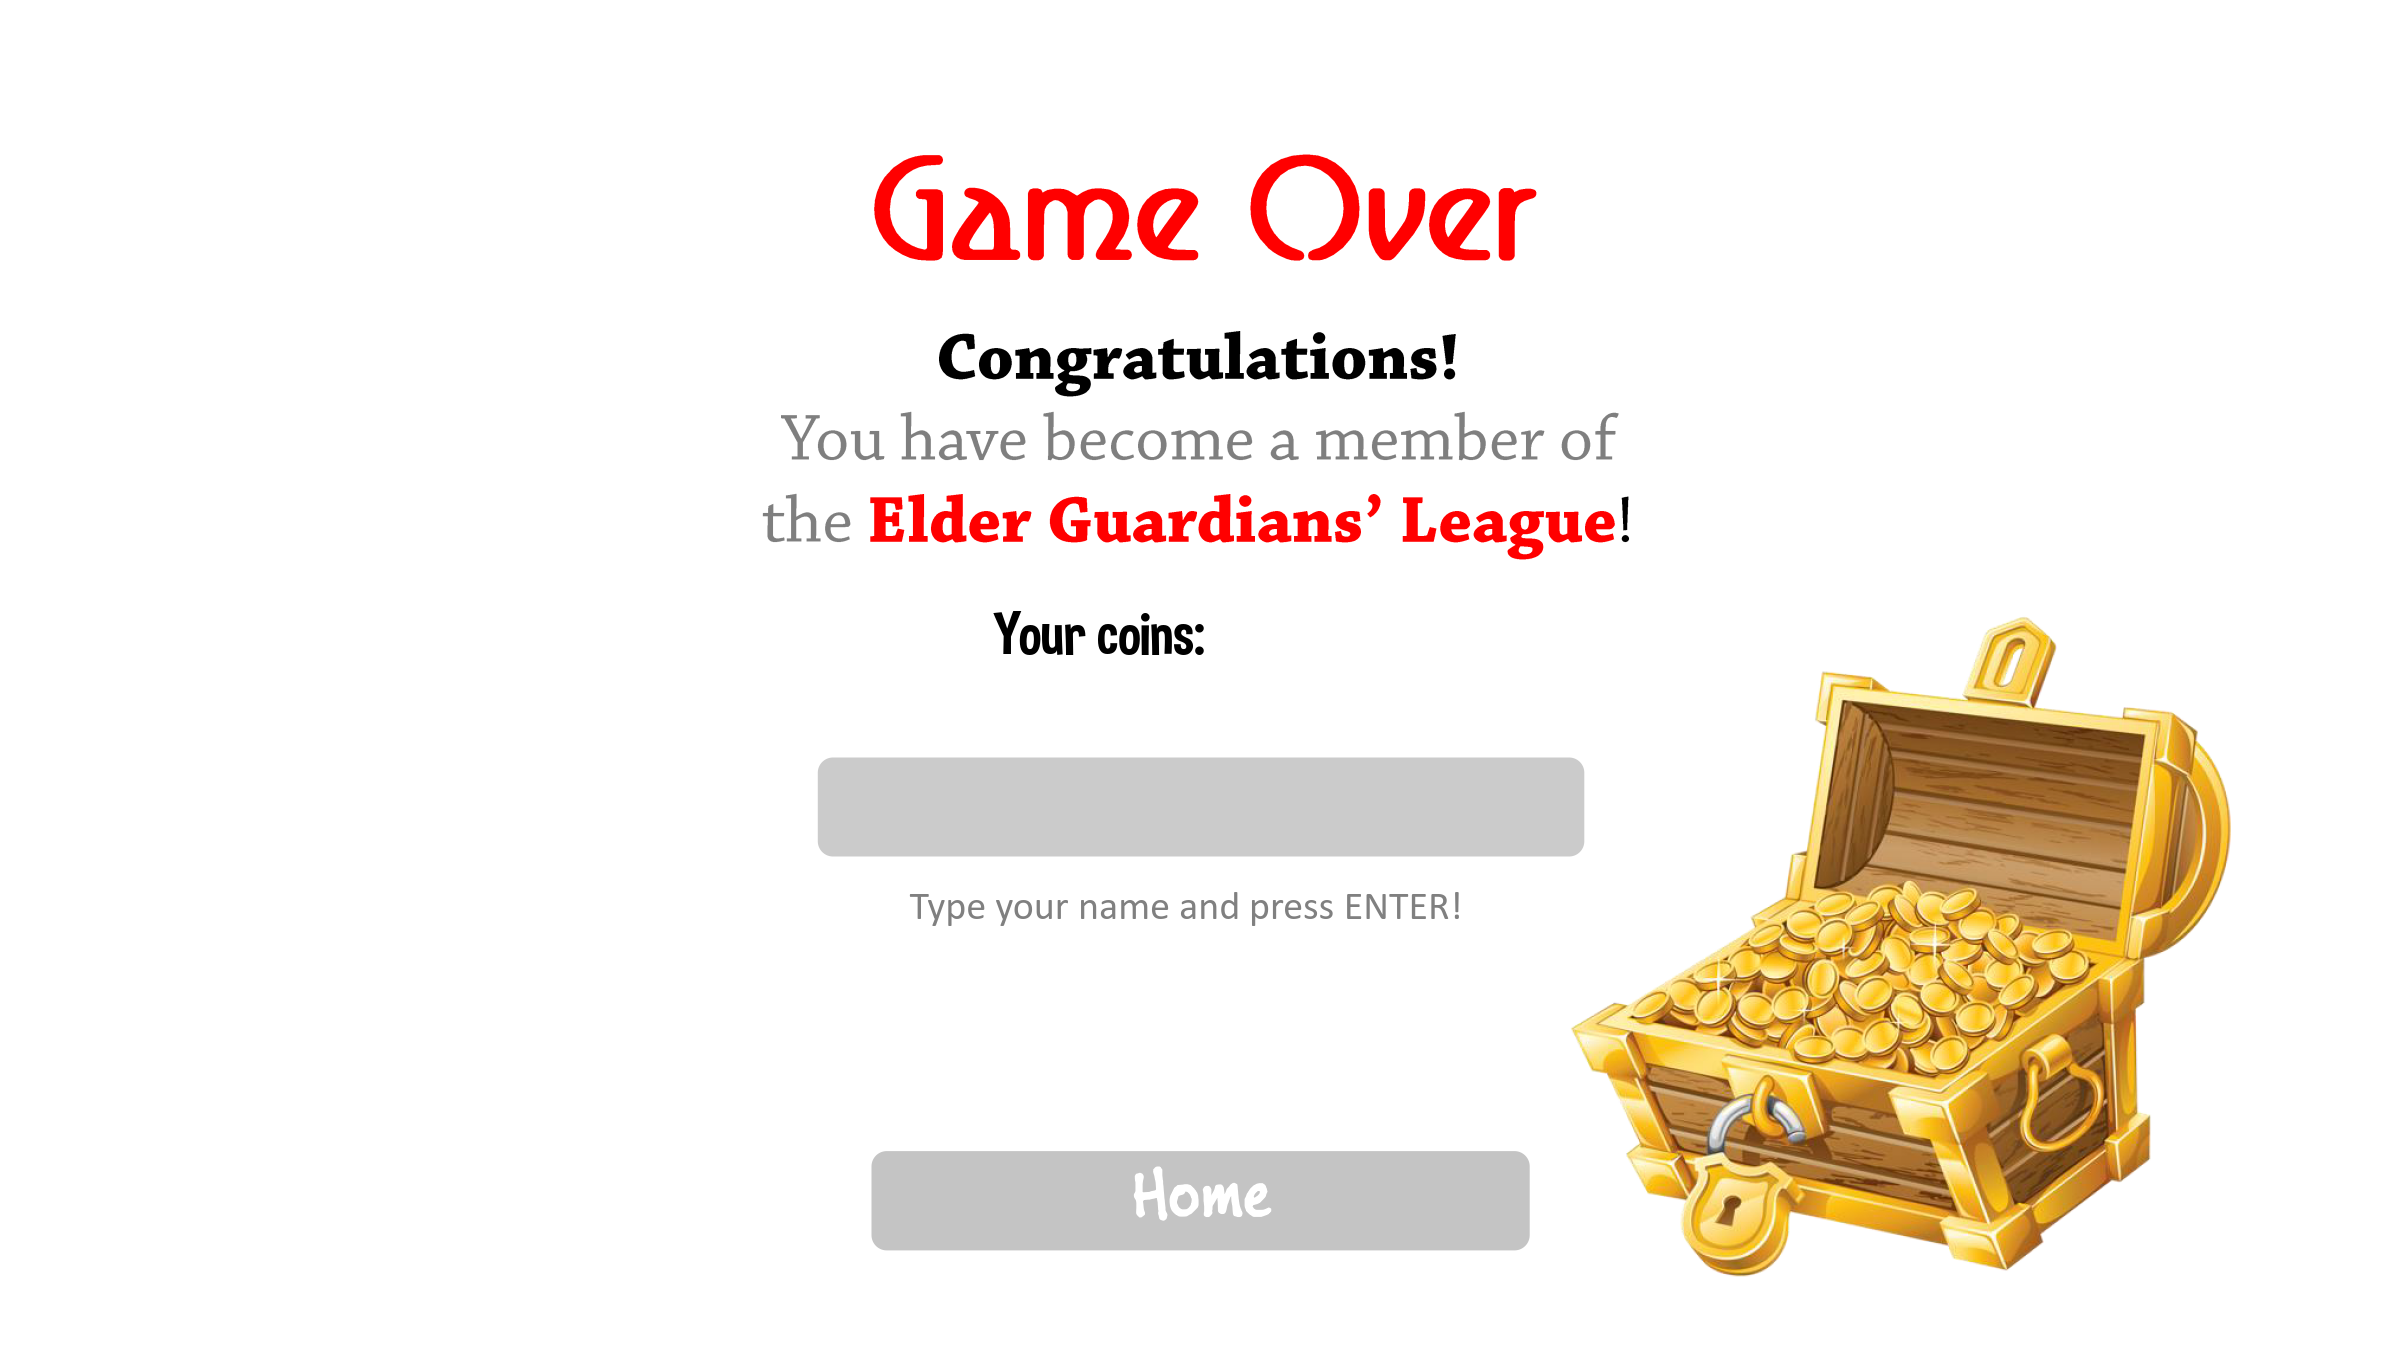 Game Over
Congratulations!
You have become a member of
the Elder Guardians’ League!
Your coins:
Type your name and press ENTER!
Home